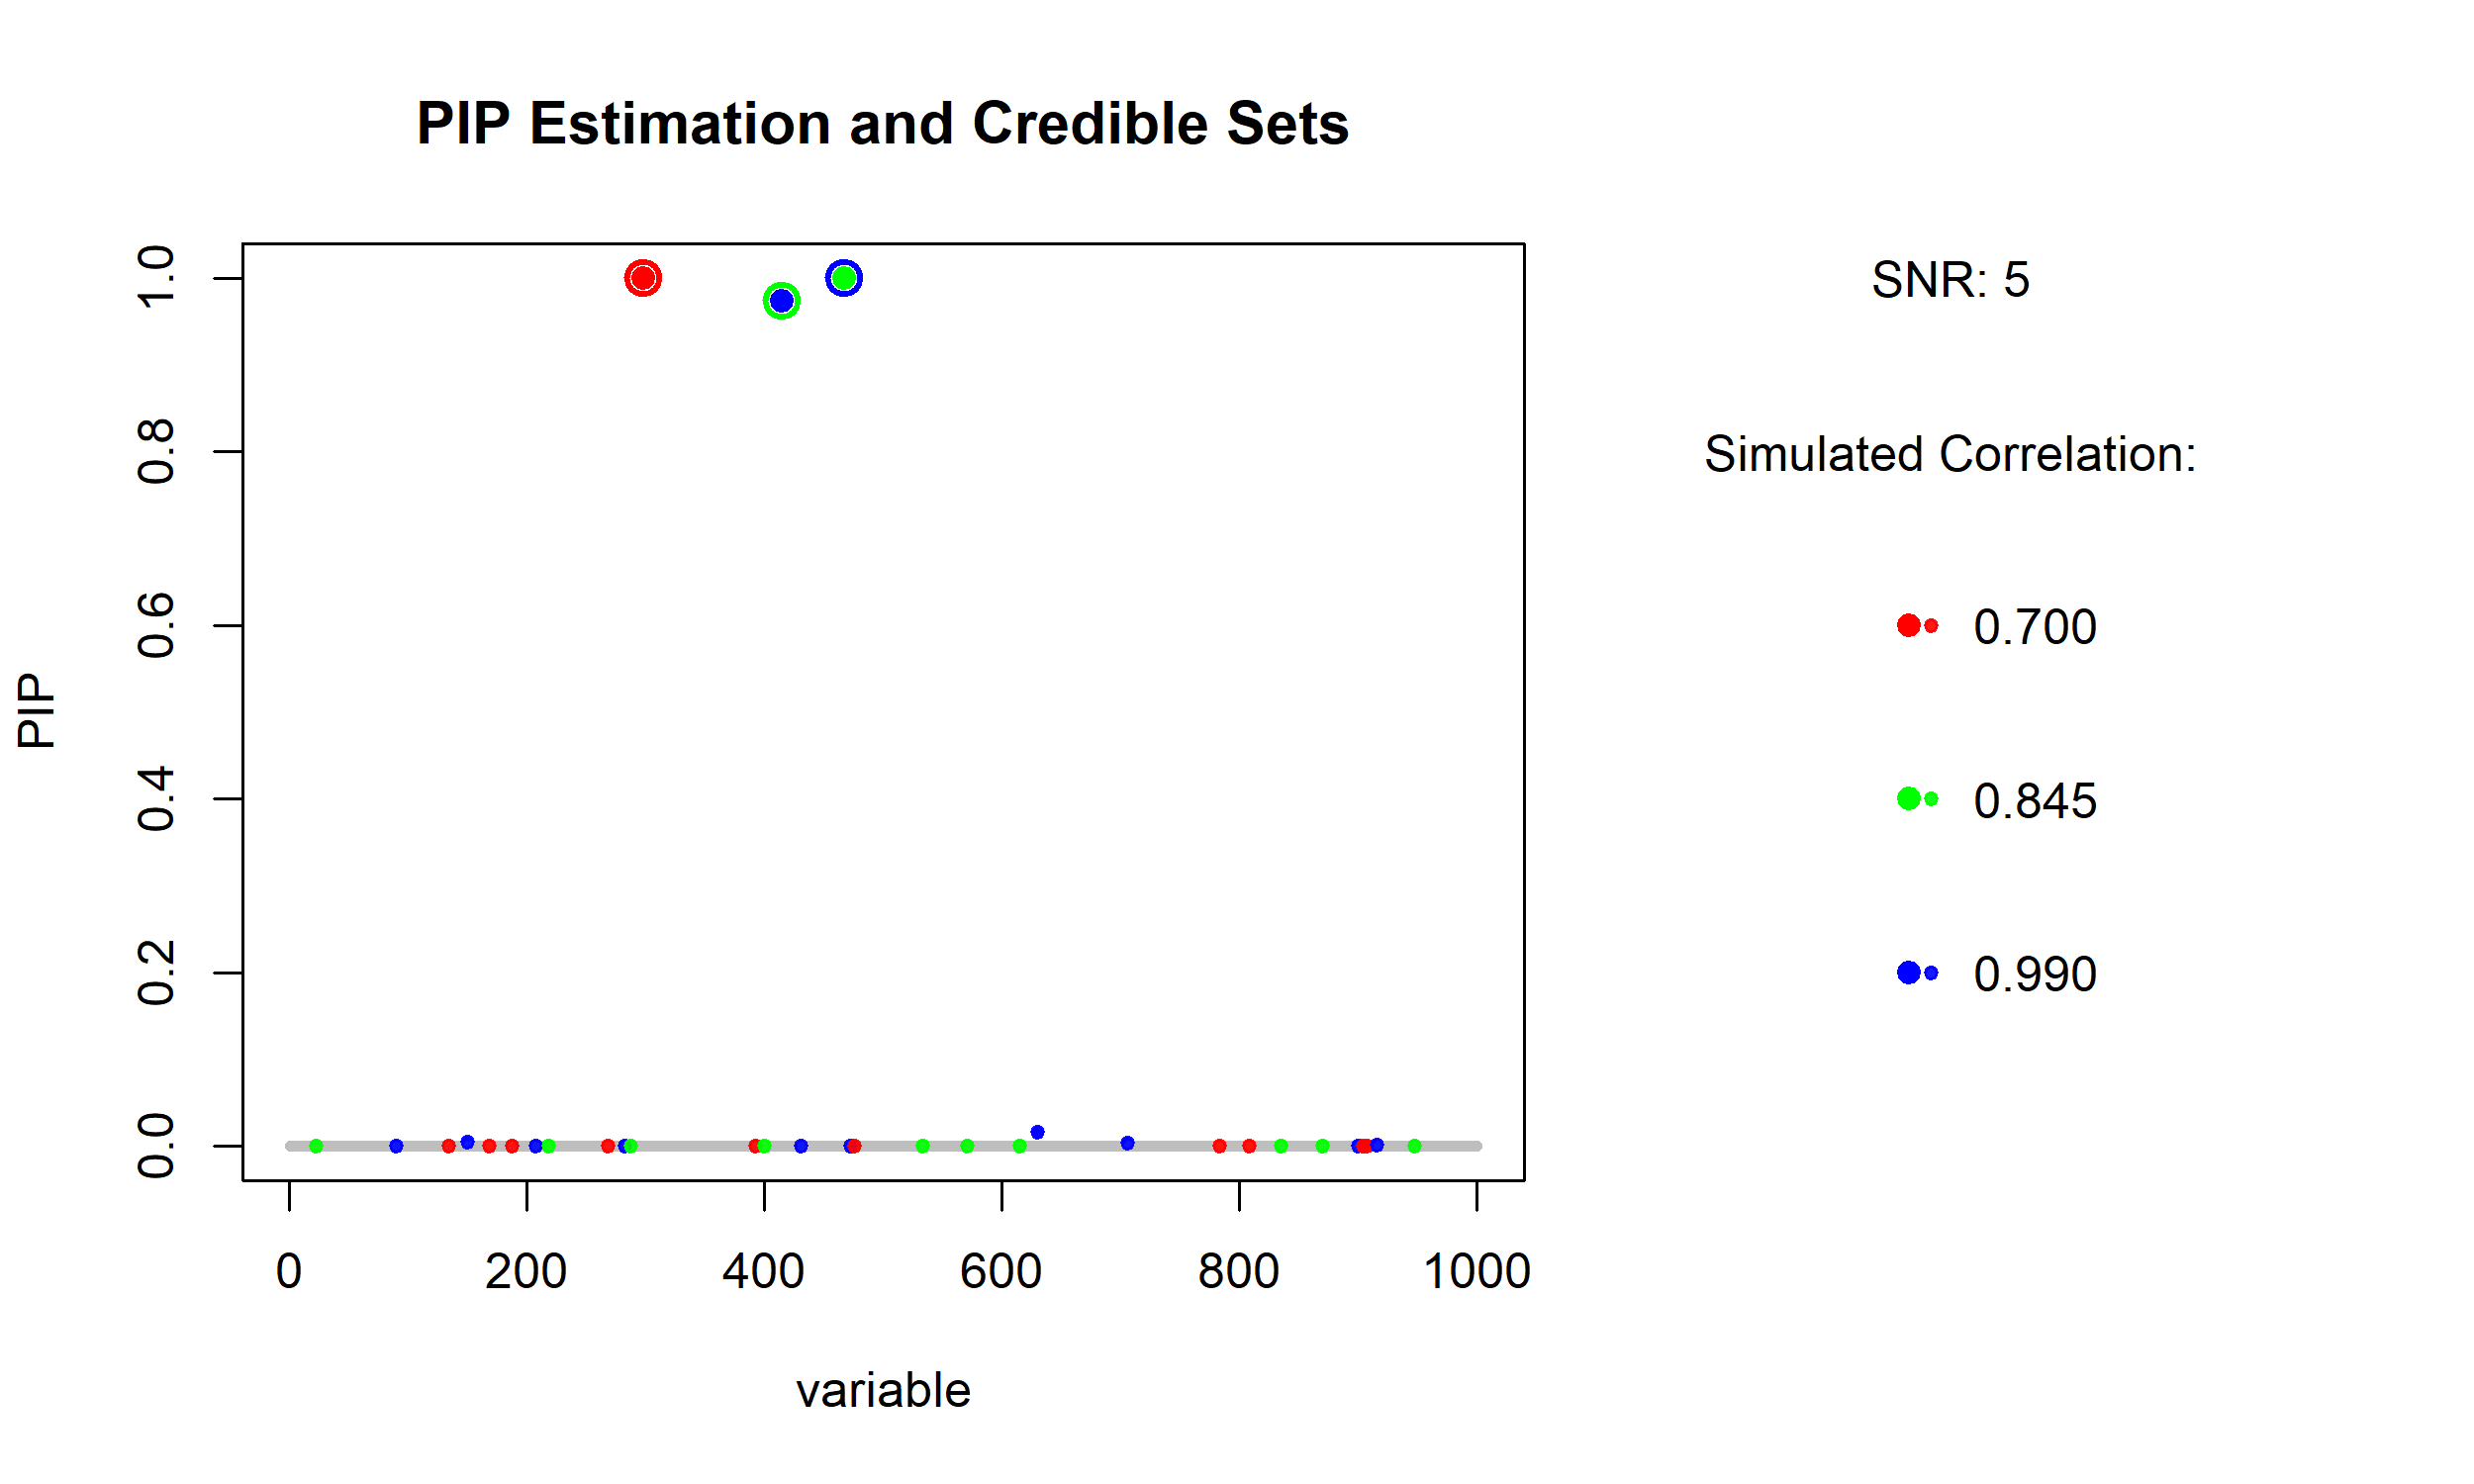 PIP Estimation and Credible Sets
1.0
0.8
0.6
0.4
0.2
0.0
PIP
0 200 400 600 800 1000
variable
SNR: 5
Simulated Correlation:
0.700
0.845
0.990